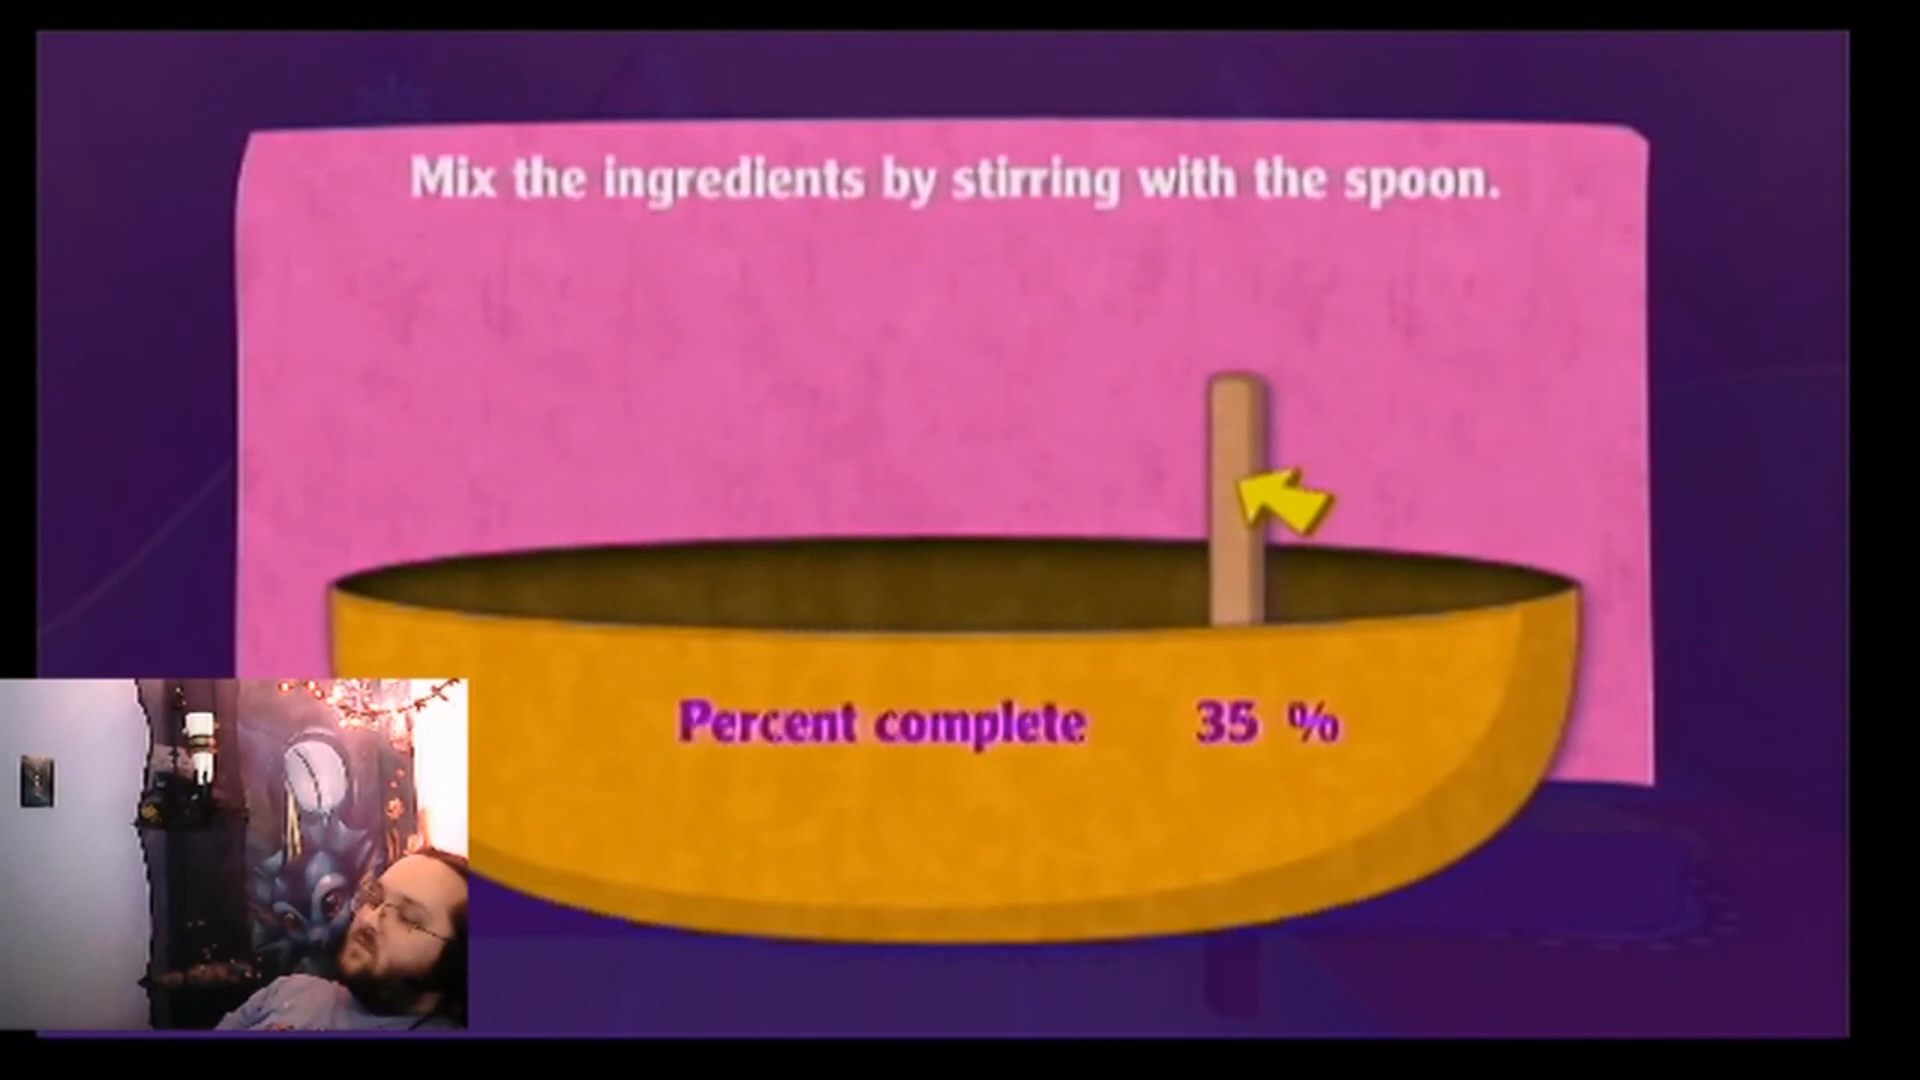 Mix the ingredients by stirring with the spoon.
Percent complete 35 %